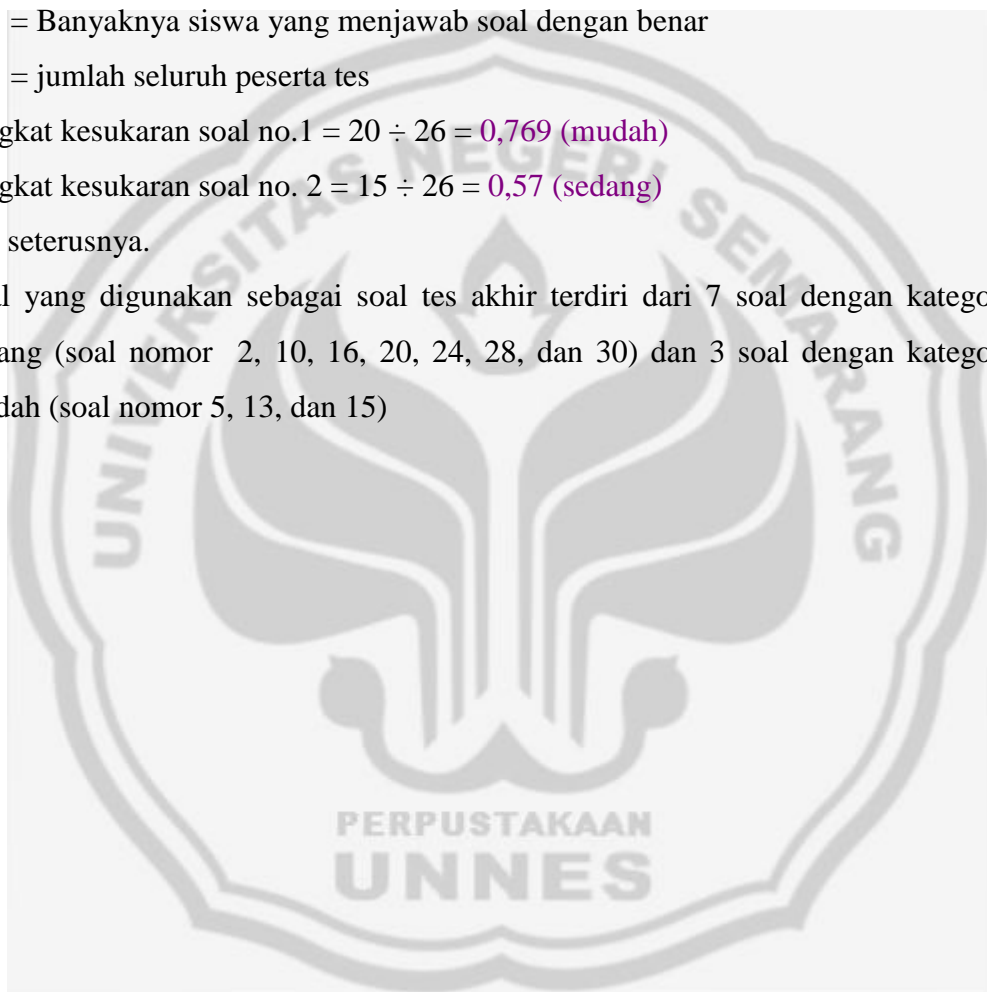 = Banyaknya siswa yang menjawab soal dengan benar
= jumlah seluruh peserta tes
gkat kesukaran soal no.1 = 20 ÷ 26 = 0,769 (mudah)
gkat kesukaran soal no. 2 = 15 ÷ 26 = 0,57 (sedang)
seterusnya.
l yang digunakan sebagai soal tes akhir terdiri dari 7 soal dengan katego
ang (soal nomor 2, 10, 16, 20, 24, 28, dan 30) dan 3 soal dengan katego
dah (soal nomor 5, 13, dan 15)
UNIVERSITAS NEGERI SEMARANG
PERPUSTAKAAN
UNNES